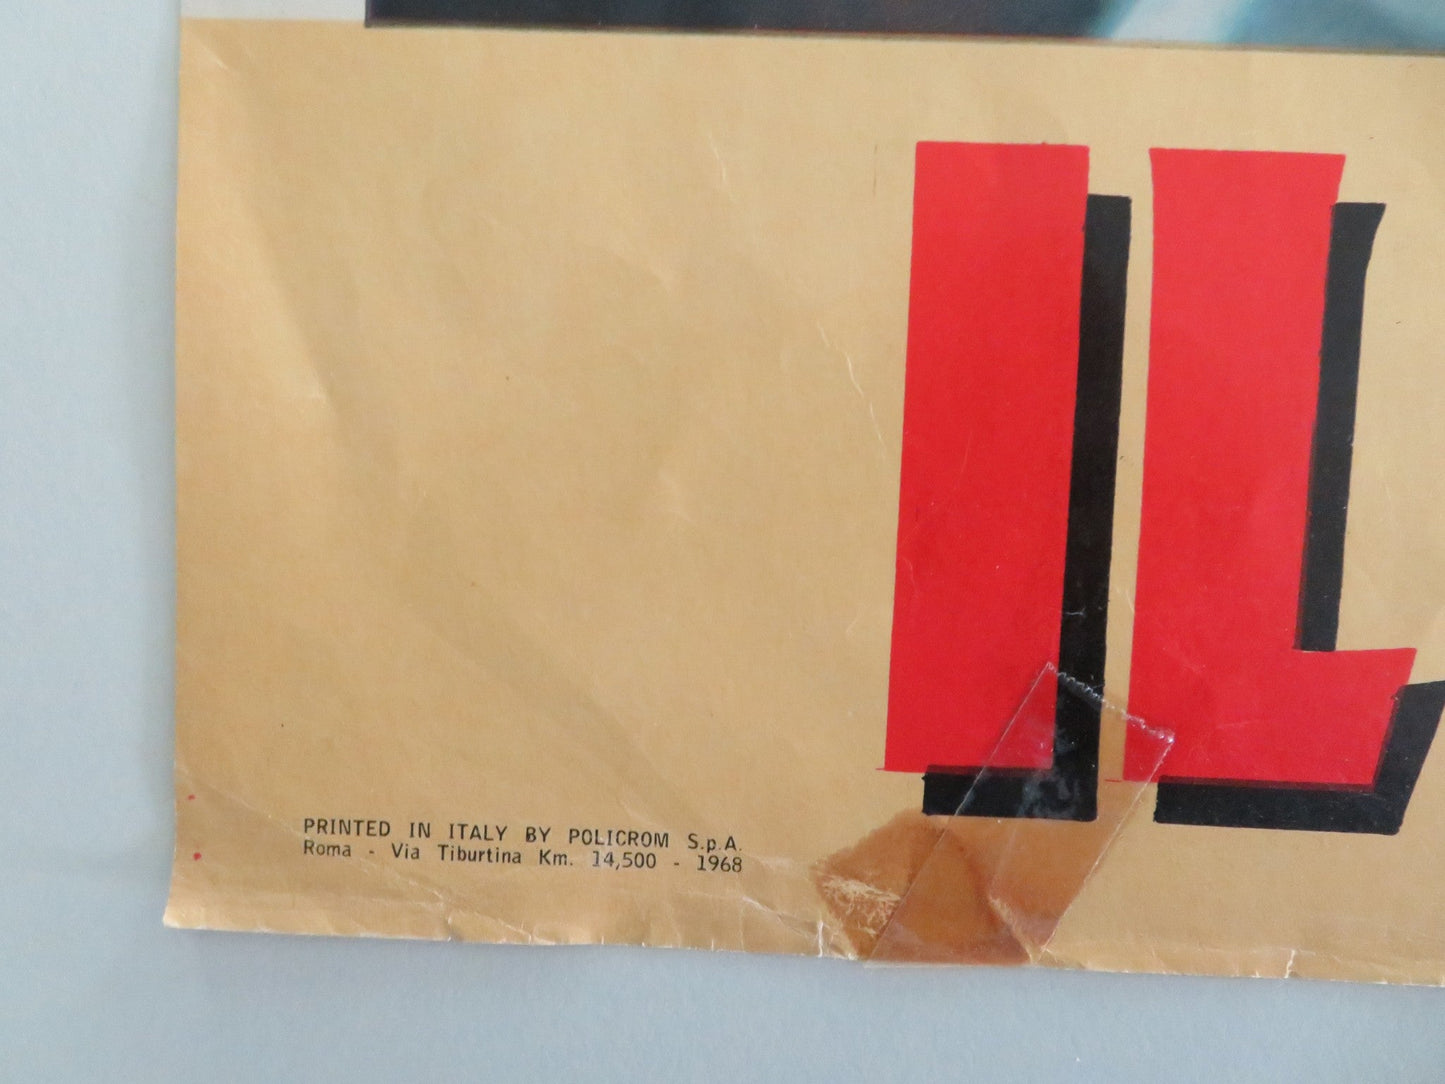 IL
PRINTED IN ITALY BY POLICROM S.p.A.
Roma - Via Tiburtina Km. 14,500 - 1968